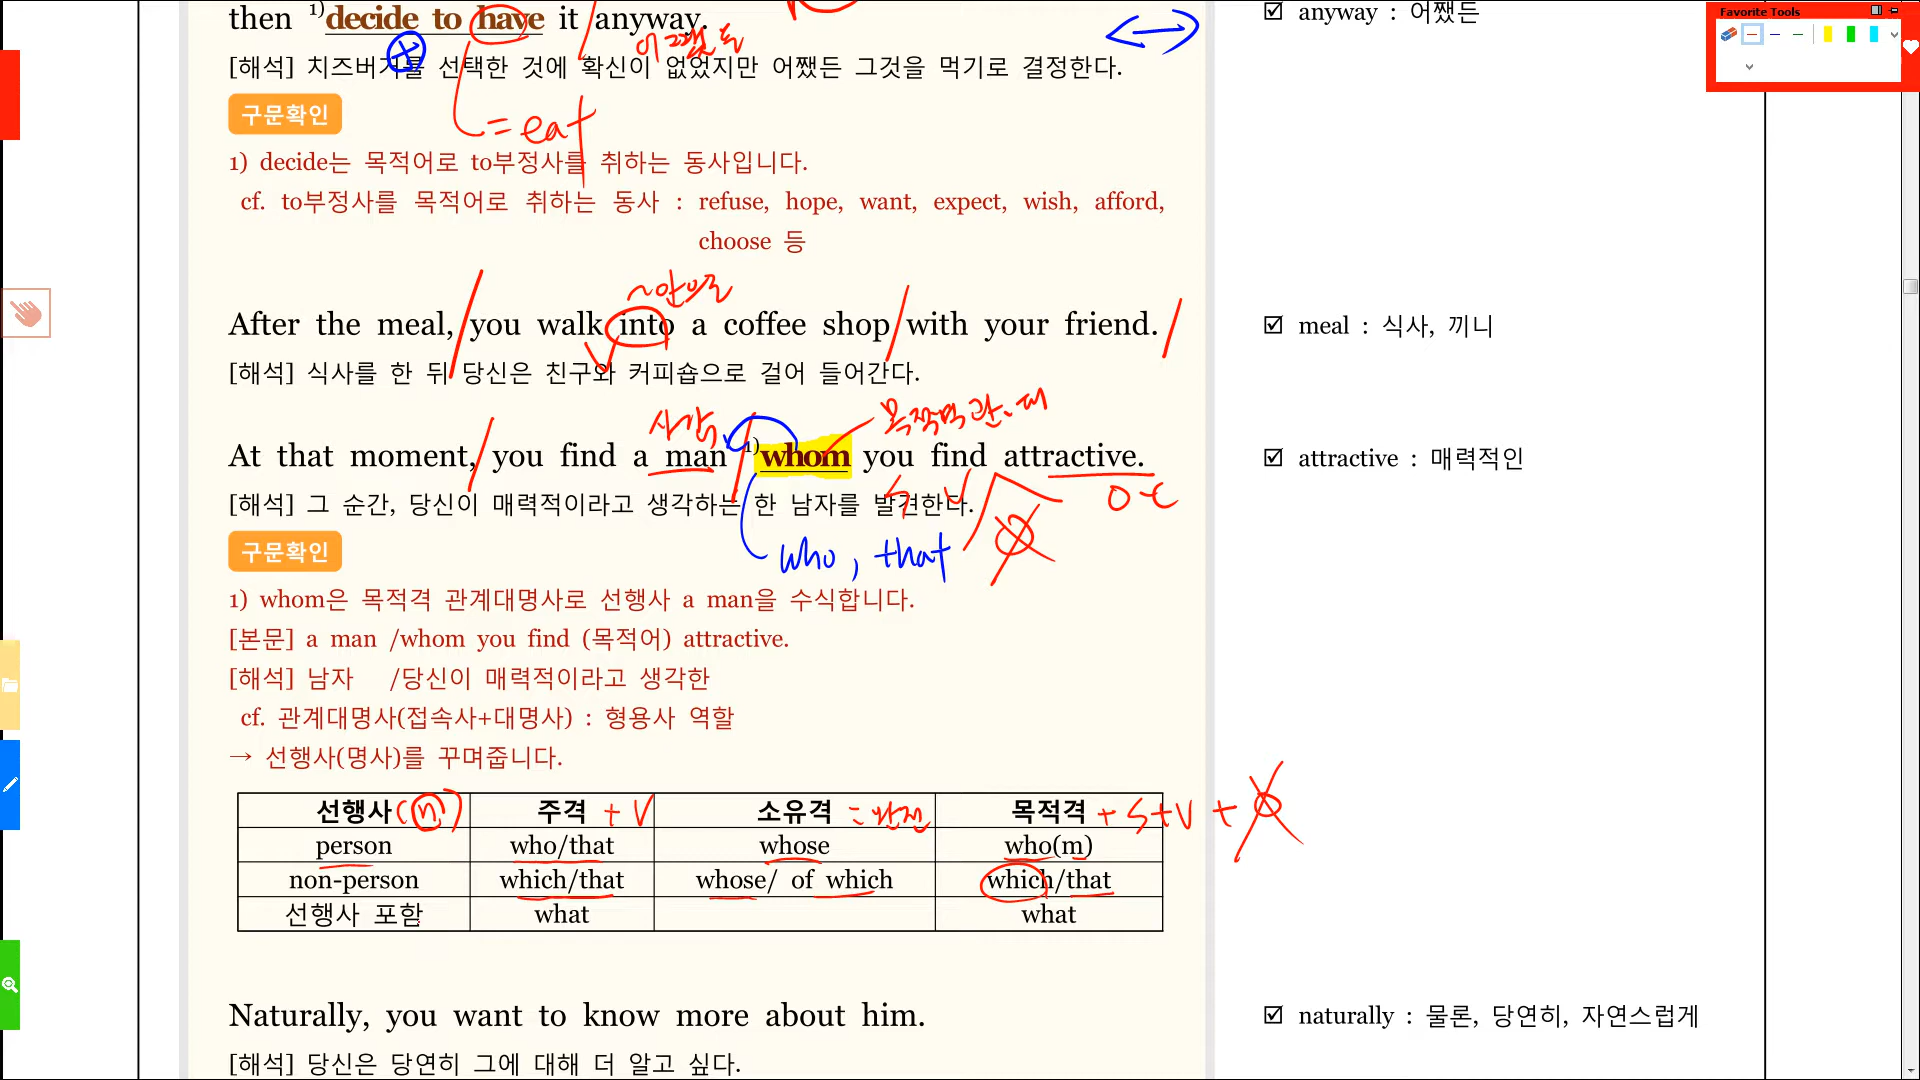 Favorite Tools
then 1)decide to have it anyway.
어쨌든
☑ anyway : 어쨌든
[해석] 치즈버거를 선택한 것에 확신이 없었지만 어쨌든 그것을 먹기로 결정한다.
구문확인
= eat
1) decide는 목적어로 to부정사를 취하는 동사입니다.
cf. to부정사를 목적어로 취하는 동사 : refuse, hope, want, expect, wish, afford,
choose 등
~안으로
After the meal, you walk into a coffee shop with your friend.
☑ meal : 식사, 끼니
[해석] 식사를 한 뒤 당신은 친구와 커피숍으로 걸어 들어간다.
사람 목적격 관.대
At that moment, you find a man 1)whom you find attractive.
☑ attractive : 매력적인
S V O·C
[해석] 그 순간, 당신이 매력적이라고 생각하는 한 남자를 발견한다.
구문확인
who, that
1) whom은 목적격 관계대명사로 선행사 a man을 수식합니다.
[본문] a man /whom you find (목적어) attractive.
[해석] 남자 /당신이 매력적이라고 생각한
cf. 관계대명사(접속사+대명사) : 형용사 역할
→ 선행사(명사)를 꾸며줍니다.
선행사 (n) 주격 + V 소유격 목적격 + S + V +
person who/that whose who(m)
non-person which/that whose/ of which which/that
선행사 포함 what what
Naturally, you want to know more about him.
☑ naturally : 물론, 당연히, 자연스럽게
[해석] 당신은 당연히 그에 대해 더 알고 싶다.